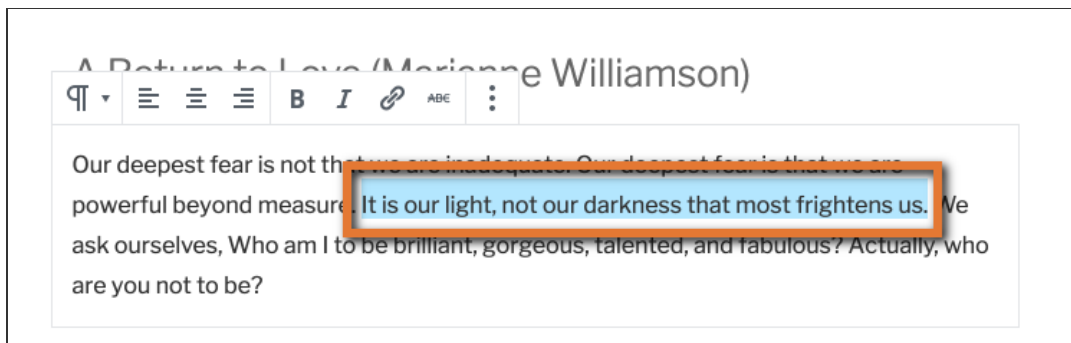 A Return to Love (Marianne Williamson)
B I ABC
Our deepest fear is not that we are inadequate. Our deepest fear is that we are
powerful beyond measure. It is our light, not our darkness that most frightens us. We
ask ourselves, Who am I to be brilliant, gorgeous, talented, and fabulous? Actually, who
are you not to be?